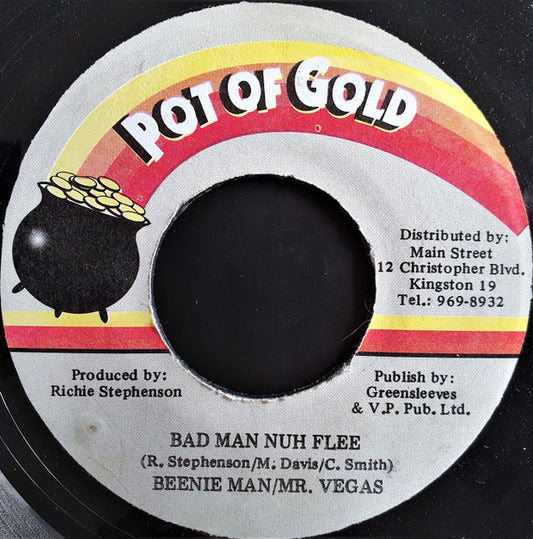 POT OF GOLD
Distributed by:
Main Street
12 Christopher Blvd.
Kingston 19
Tel.: 969-8932
Produced by:
Richie Stephenson
Publish by:
Greensleeves
& V.P. Pub. Ltd.
BAD MAN NUH FLEE
(R. Stephenson/M. Davis/C. Smith)
BEENIE MAN/MR. VEGAS